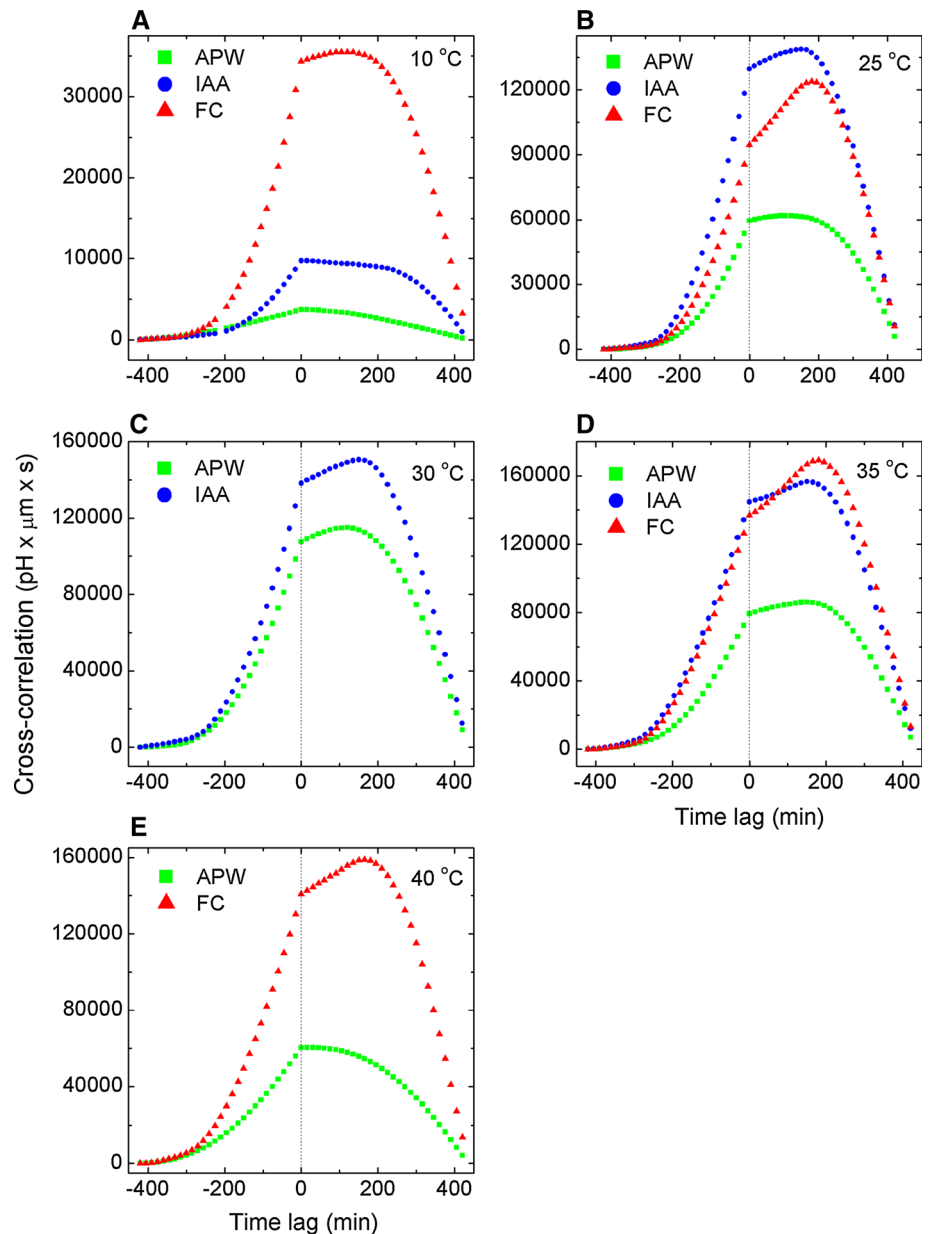 Cross-correlation (pH x μm x s)
A
APW
IAA
FC
10 °C
30000
20000
10000
0
-400
-200
0
200
400
B
APW
IAA
FC
25 °C
120000
90000
60000
30000
0
-400
-200
0
200
400
C
APW
IAA
30 °C
160000
120000
80000
40000
0
-400
-200
0
200
400
D
APW
IAA
FC
35 °C
160000
120000
80000
40000
0
-400
-200
0
200
400
Time lag (min)
E
APW
FC
40 °C
160000
120000
80000
40000
0
-400
-200
0
200
400
Time lag (min)